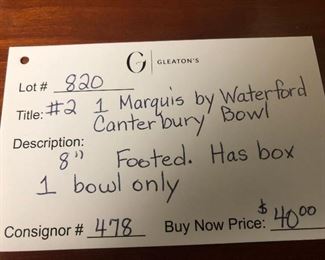 G | GLEATON'S
Lot # 820
Title: #2 1 Marquis by Waterford
Canterbury Bowl
Description:
8" Footed. Has box
1 bowl only
Consignor # 478 Buy Now Price: $40.00